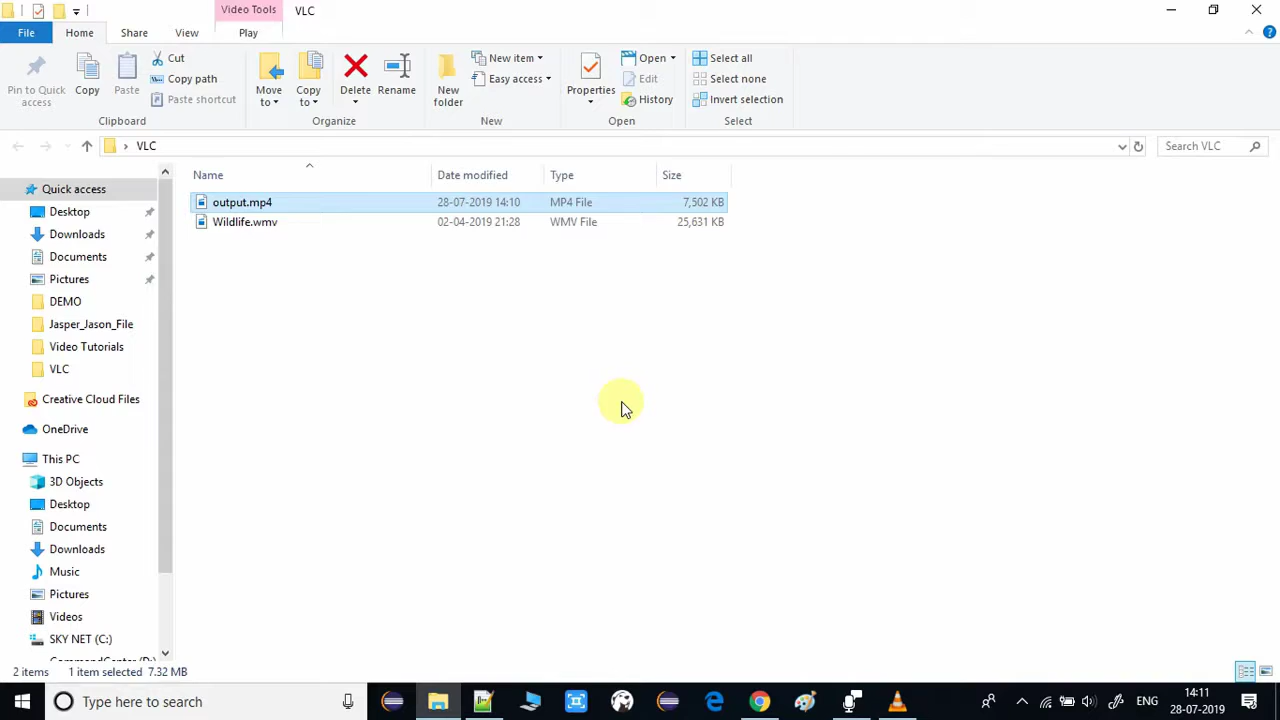 Video Tools
VLC
File
Home
Share
View
Play
Pin to Quick access
Copy
Paste
Cut
Copy path
Paste shortcut
Clipboard
Move to
Copy to
Delete
Rename
Organize
New folder
New item
Easy access
New
Properties
Open
Edit
History
Open
Select all
Select none
Invert selection
Select
VLC
Search VLC
Name
Date modified
Type
Size
output.mp4
28-07-2019 14:10
MP4 File
7,502 KB
Wildlife.wmv
02-04-2019 21:28
WMV File
25,631 KB
Quick access
Desktop
Downloads
Documents
Pictures
DEMO
Jasper_Jason_File
Video Tutorials
VLC
Creative Cloud Files
OneDrive
This PC
3D Objects
Desktop
Documents
Downloads
Music
Pictures
Videos
SKY NET (C:)
2 items
1 item selected 7.32 MB
Type here to search
ENG
14:11
28-07-2019